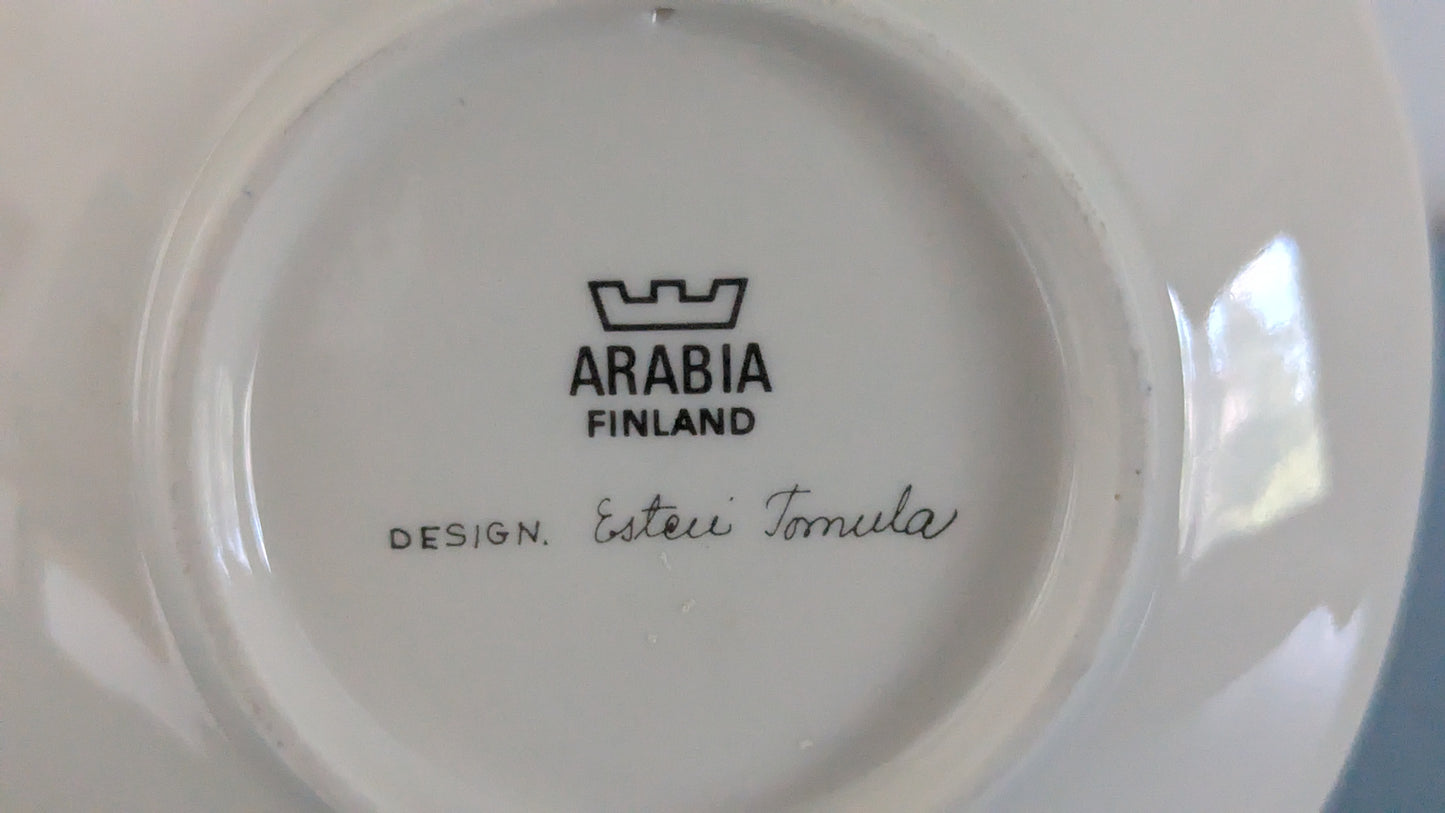 ARABIA
FINLAND
DESIGN. Esteri Tomula